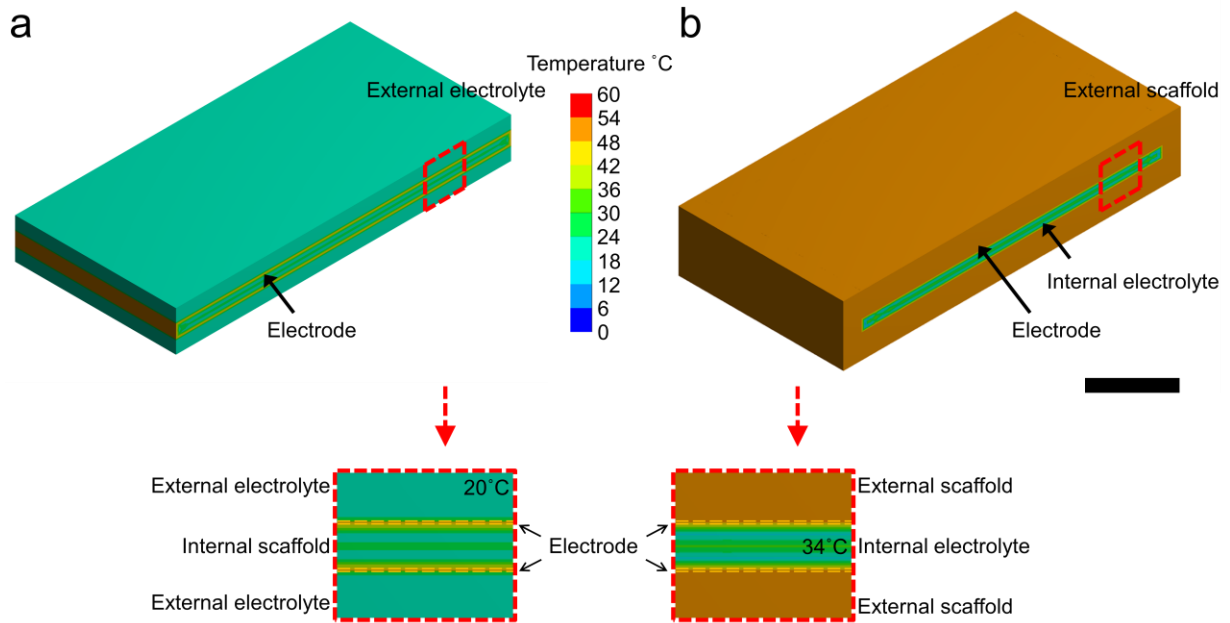 a
b
Temperature ˚C
External electrolyte
External scaffold
60
54
48
42
36
30
24
18
12
6
0
Electrode
Internal electrolyte
Electrode
External electrolyte
20˚C
External scaffold
Internal scaffold
Electrode
34˚C
Internal electrolyte
External electrolyte
External scaffold